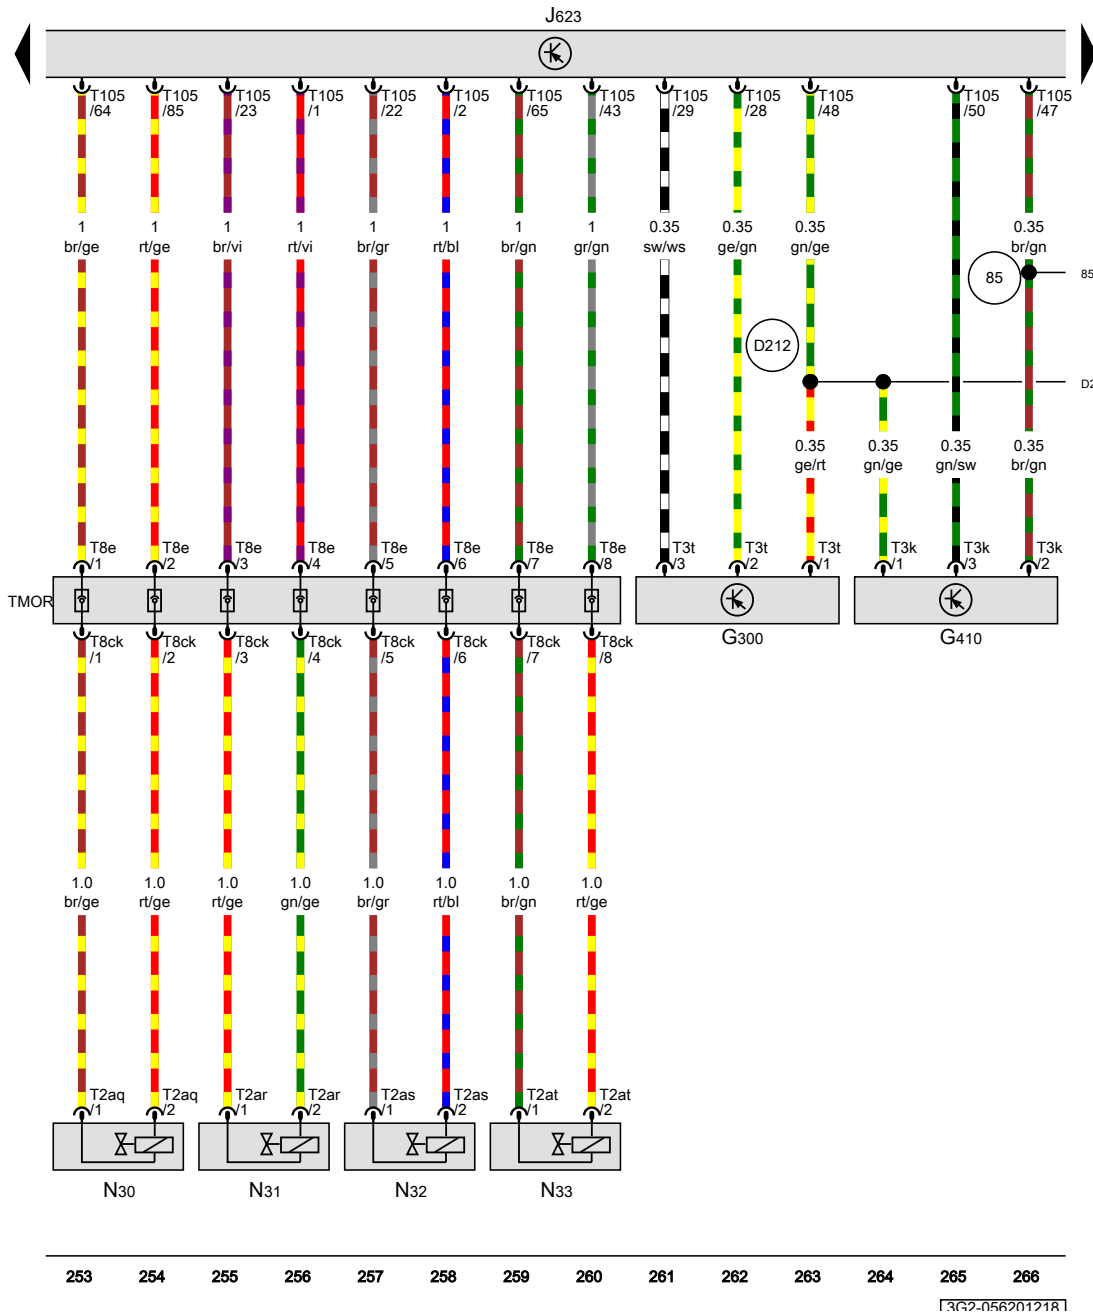 J623
T105 T105 T105 T105 T105 T105 T105 T105 T105 T105 T105 T105 T105
/64 /85 /23 /1 /22 /2 /65 /43 /29 /28 /48 /50 /47
1 1 1 1 1 1 1 1 0.35 0.35 0.35 0.35
br/ge rt/ge br/vi rt/vi br/gr rt/bl br/gn gr/gn sw/ws ge/gn gn/ge br/gn
85 85
D212
D2
0.35 0.35 0.35 0.35
ge/rt gn/ge gn/sw br/gn
T8e T8e T8e T8e T8e T8e T8e T8e T3t T3t T3t T3k T3k T3k
/1 /2 /3 /4 /5 /6 /7 /8 /3 /2 /1 /1 /3 /2
TMOR
G300 G410
T8ck T8ck T8ck T8ck T8ck T8ck T8ck T8ck
/1 /2 /3 /4 /5 /6 /7 /8
1.0 1.0 1.0 1.0 1.0 1.0 1.0 1.0
br/ge rt/ge rt/ge gn/ge br/gr rt/bl br/gn rt/ge
T2aq T2aq T2ar T2ar T2as T2as T2at T2at
/1 /2 /1 /2 /1 /2 /1 /2
N30 N31 N32 N33
253 254 255 256 257 258 259 260 261 262 263 264 265 266
3G2-056201218